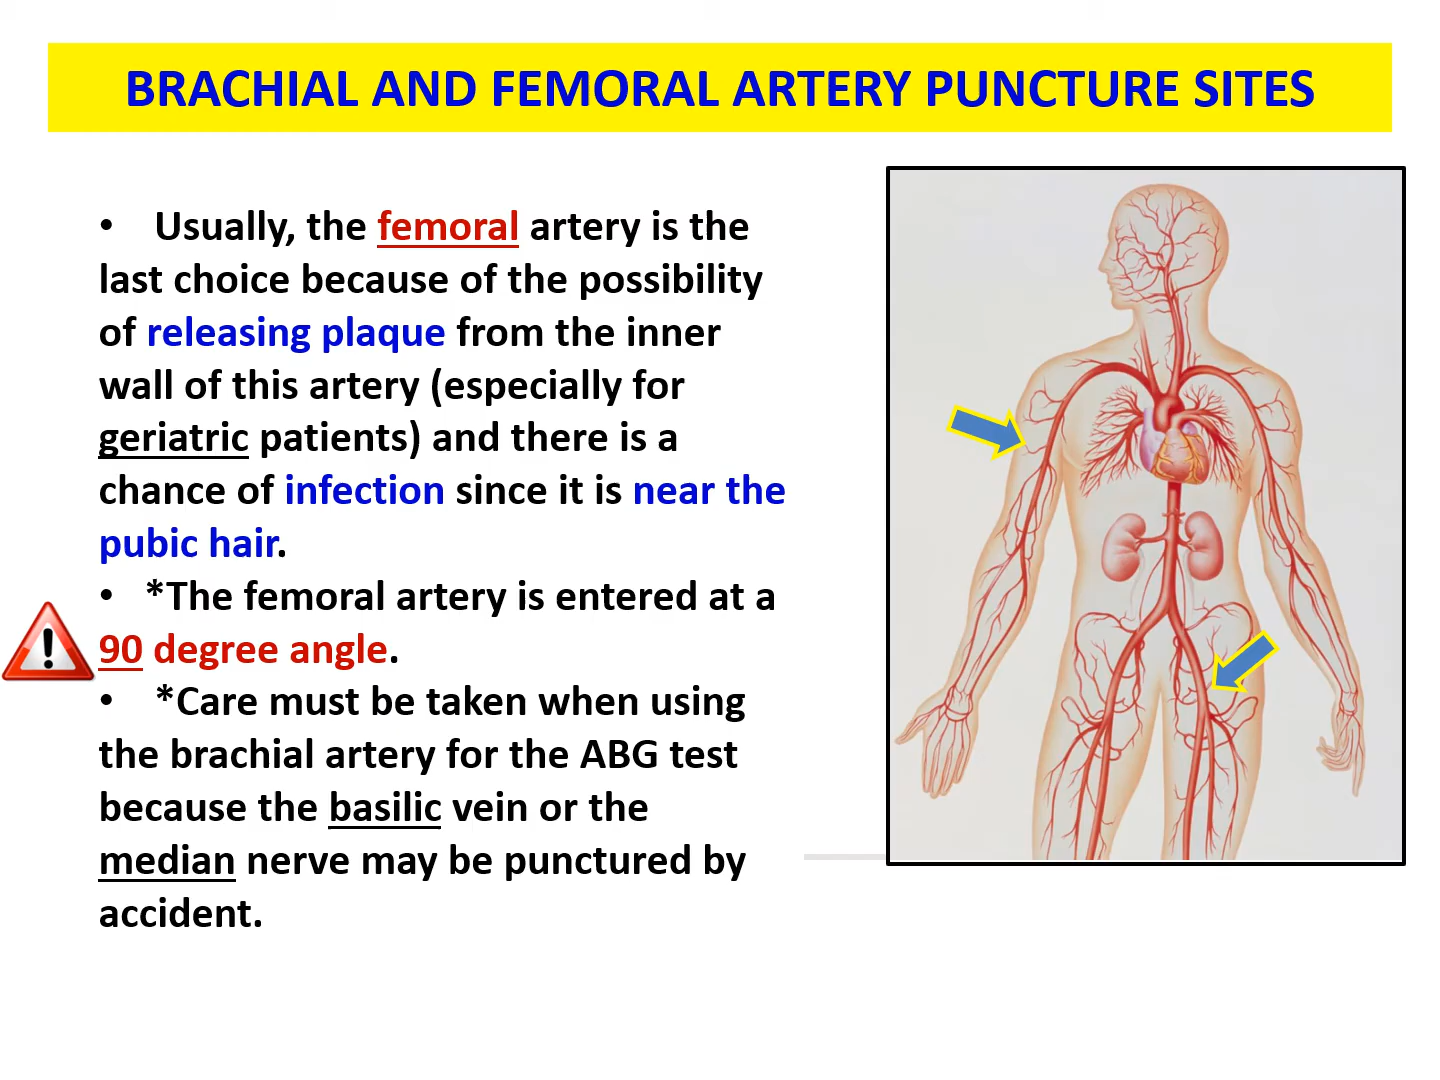 BRACHIAL AND FEMORAL ARTERY PUNCTURE SITES
• Usually, the femoral artery is the
last choice because of the possibility
of releasing plaque from the inner
wall of this artery (especially for
geriatric patients) and there is a
chance of infection since it is near the
pubic hair.
• *The femoral artery is entered at a
90 degree angle.
• *Care must be taken when using
the brachial artery for the ABG test
because the basilic vein or the
median nerve may be punctured by
accident.